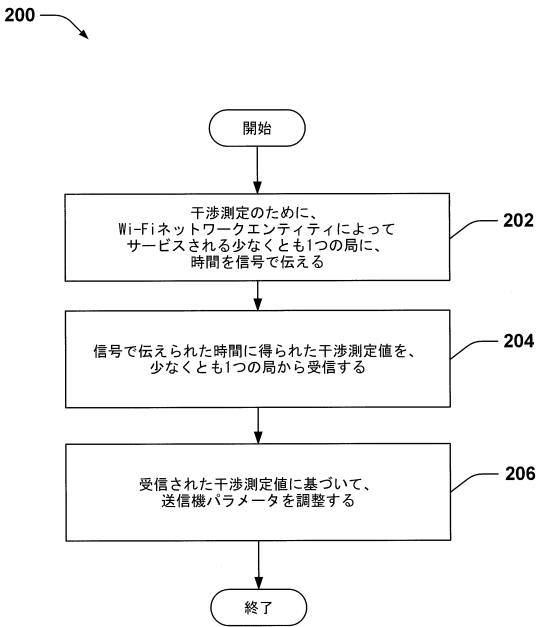 200
開始
干渉測定のために、
Wi-Fiネットワークエンティティによって
サービスされる少なくとも1つの局に、
時間を信号で伝える
202
信号で伝えられた時間に得られた干渉測定値を、
少なくとも1つの局から受信する
204
受信された干渉測定値に基づいて、
送信機パラメータを調整する
206
終了